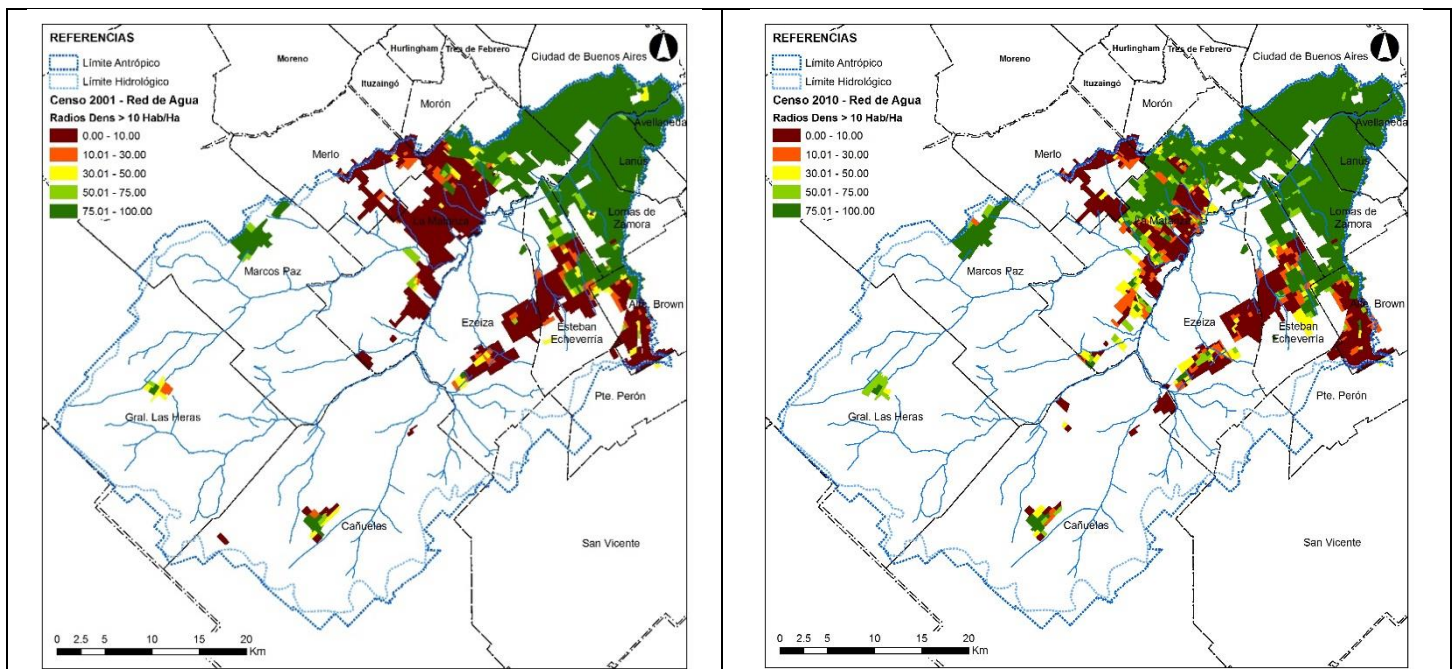 REFERENCIAS
Límite Antrópico
Límite Hidrológico
Censo 2001 - Red de Agua
Radios Dens > 10 Hab/Ha
0.00 - 10.00
10.01 - 30.00
30.01 - 50.00
50.01 - 75.00
75.01 - 100.00
Moreno
Hurlingham
Tres de Febrero
Ituzaingó
Ciudad de Buenos Aires
Morón
Avellaneda
Merlo
Lanús
La Matanza
Lomas de
Zamora
Marcos Paz
Alte. Brown
Ezeiza
Esteban
Echeverría
Pte. Perón
Gral. Las Heras
Cañuelas
San Vicente
0 2.5 5 10 15 20
Km
REFERENCIAS
Límite Antrópico
Límite Hidrológico
Censo 2010 - Red de Agua
Radios Dens > 10 Hab/Ha
0.00 - 10.00
10.01 - 30.00
30.01 - 50.00
50.01 - 75.00
75.01 - 100.00
Moreno
Hurlingham
Tres de Febrero
Ituzaingó
Ciudad de Buenos Aires
Morón
Avellaneda
Merlo
Lanús
La Matanza
Lomas de
Zamora
Marcos Paz
Alte. Brown
Ezeiza
Esteban
Echeverría
Pte. Perón
Gral. Las Heras
Cañuelas
San Vicente
0 2.5 5 10 15 20
Km